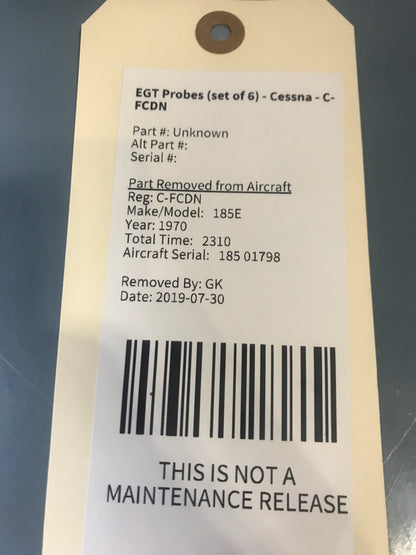 EGT Probes (set of 6) - Cessna - C-
FCDN
Part #: Unknown
Alt Part #:
Serial #:
Part Removed from Aircraft
Reg: C-FCDN
Make/Model: 185E
Year: 1970
Total Time: 2310
Aircraft Serial: 185 01798
Removed By: GK
Date: 2019-07-30
THIS IS NOT A
MAINTENANCE RELEASE